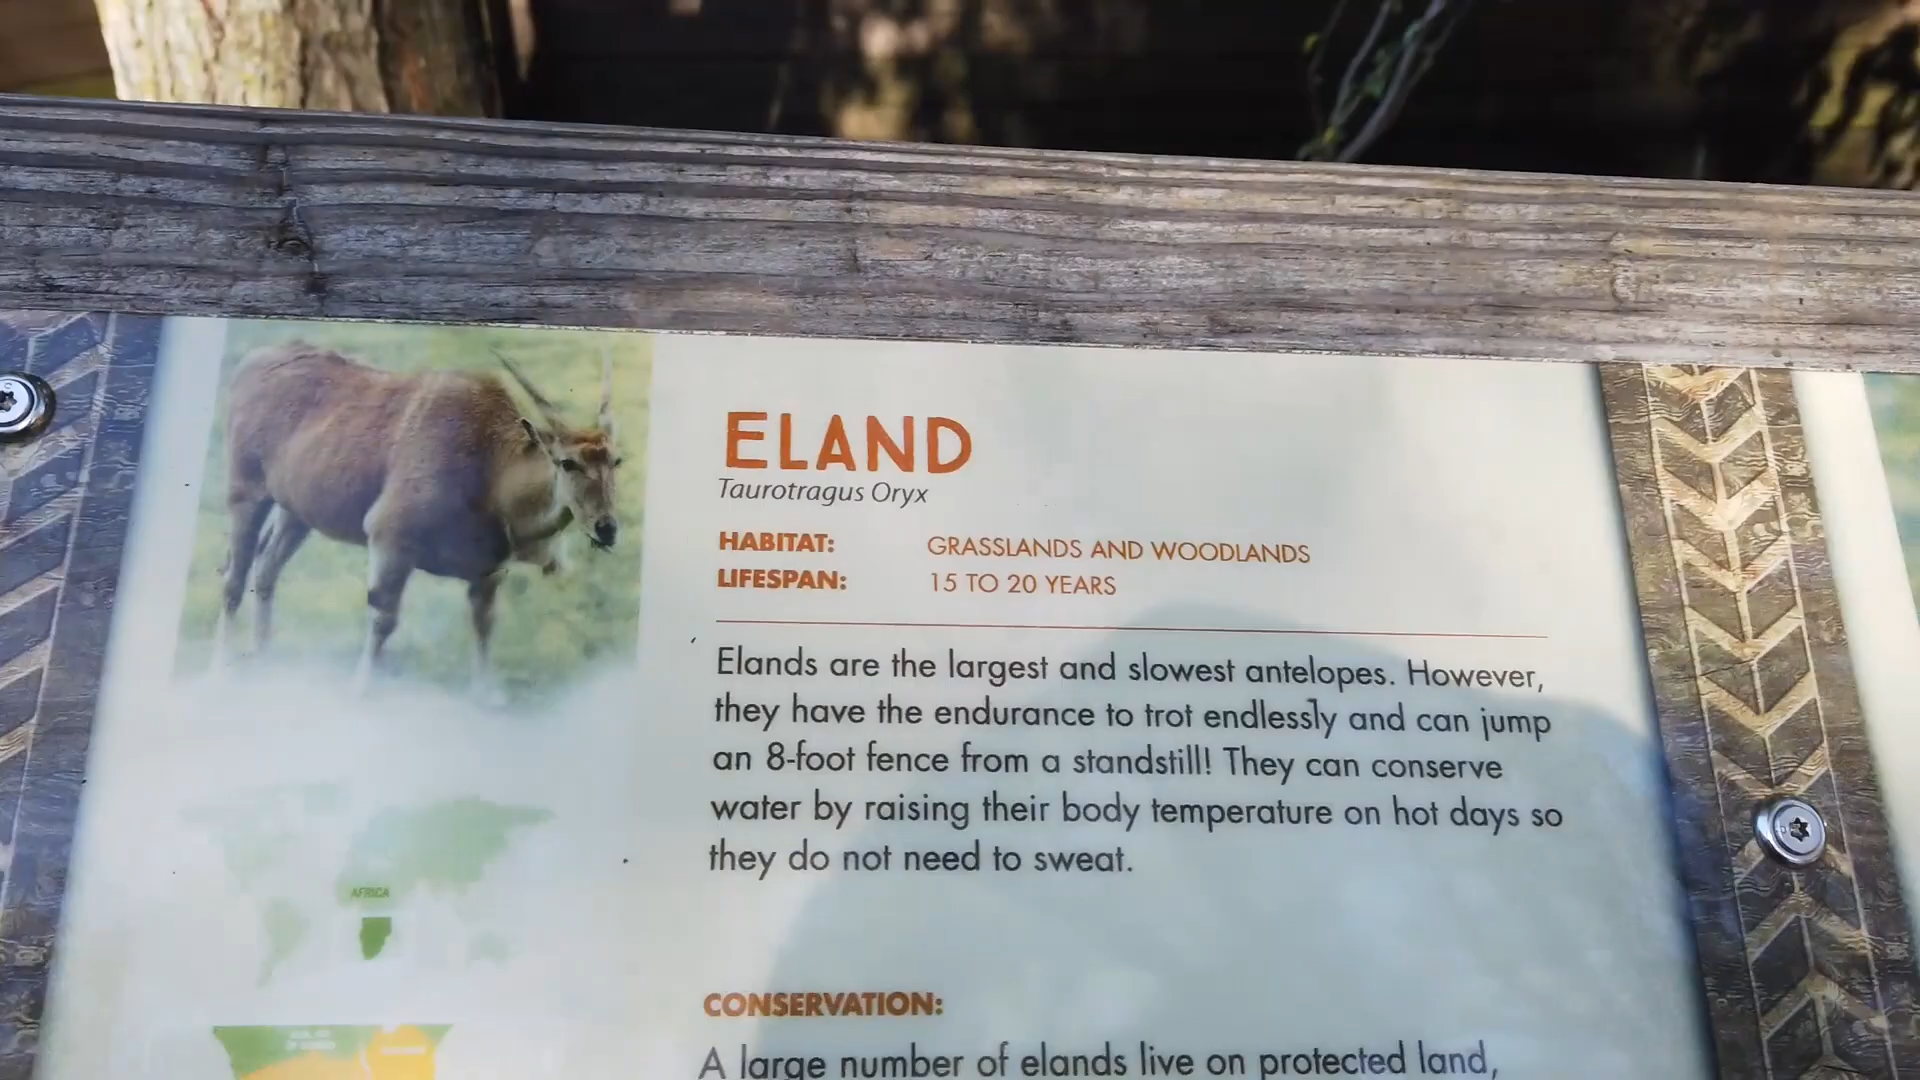 ELAND
Taurotragus Oryx
HABITAT: GRASSLANDS AND WOODLANDS
LIFESPAN: 15 TO 20 YEARS
Elands are the largest and slowest antelopes. However,
they have the endurance to trot endlessly and can jump
an 8-foot fence from a standstill! They can conserve
water by raising their body temperature on hot days so
they do not need to sweat.
AFRICA
CONSERVATION:
A large number of elands live on protected land,